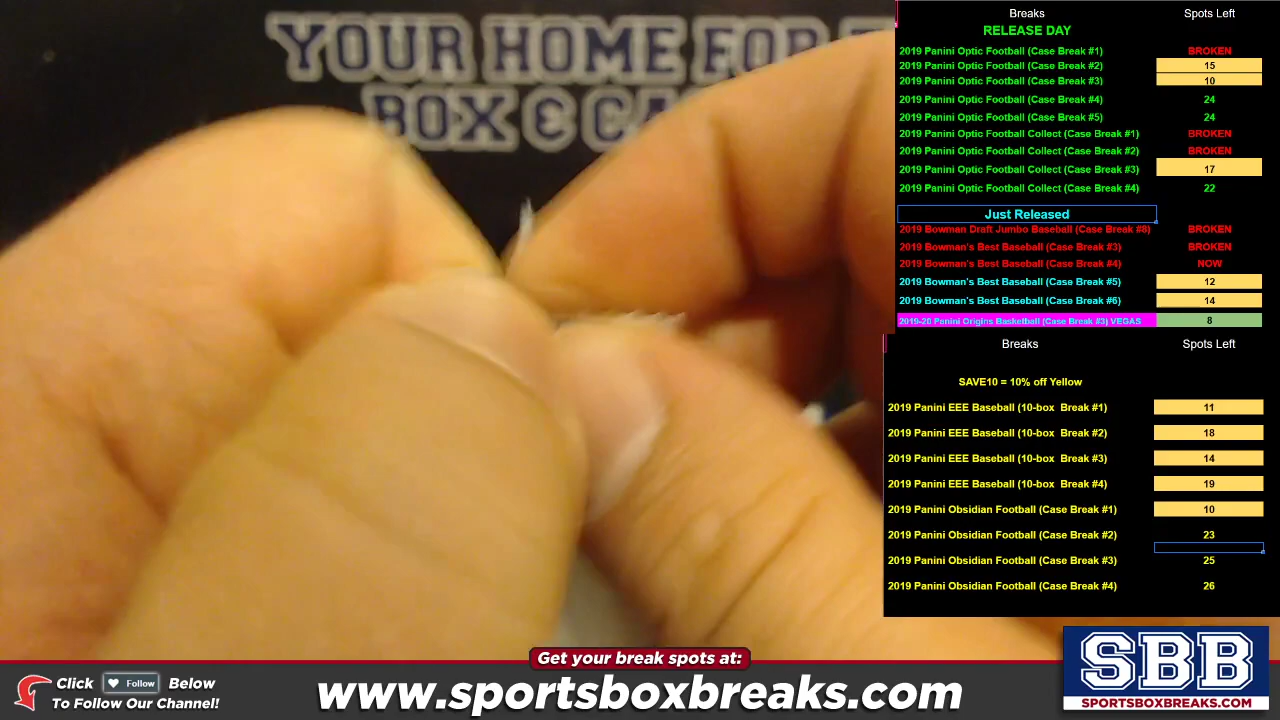 YOUR HOME FOR
BOX & CA
Breaks Spots Left
RELEASE DAY
2019 Panini Optic Football (Case Break #1) BROKEN
2019 Panini Optic Football (Case Break #2) 15
2019 Panini Optic Football (Case Break #3) 10
2019 Panini Optic Football (Case Break #4) 24
2019 Panini Optic Football (Case Break #5) 24
2019 Panini Optic Football Collect (Case Break #1) BROKEN
2019 Panini Optic Football Collect (Case Break #2) BROKEN
2019 Panini Optic Football Collect (Case Break #3) 17
2019 Panini Optic Football Collect (Case Break #4) 22
Just Released
2019 Bowman Draft Jumbo Baseball (Case Break #8) BROKEN
2019 Bowman's Best Baseball (Case Break #3) BROKEN
2019 Bowman's Best Baseball (Case Break #4) NOW
2019 Bowman's Best Baseball (Case Break #5) 12
2019 Bowman's Best Baseball (Case Break #6) 14
2019-20 Panini Origins Basketball (Case Break #3) VEGAS 8
Breaks Spots Left
SAVE10 = 10% off Yellow
2019 Panini EEE Baseball (10-box Break #1) 11
2019 Panini EEE Baseball (10-box Break #2) 18
2019 Panini EEE Baseball (10-box Break #3) 14
2019 Panini EEE Baseball (10-box Break #4) 19
2019 Panini Obsidian Football (Case Break #1) 10
2019 Panini Obsidian Football (Case Break #2) 23
2019 Panini Obsidian Football (Case Break #3) 25
2019 Panini Obsidian Football (Case Break #4) 26
Get your break spots at:
Click Follow Below
To Follow Our Channel!
www.sportsboxbreaks.com
SBB
SPORTSBOXBREAKS.COM